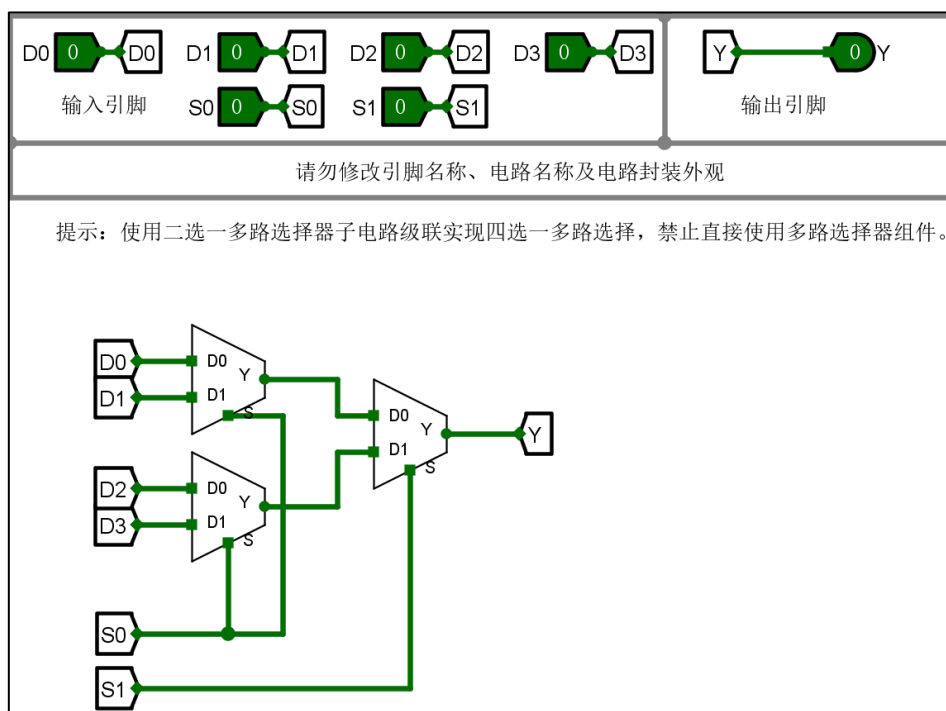 D0 0 D0 D1 0 D1 D2 0 D2 D3 0 D3 Y 0 Y
输入引脚 S0 0 S0 S1 0 S1 输出引脚
请勿修改引脚名称、电路名称及电路封装外观
提示：使用二选一多路选择器子电路级联实现四选一多路选择，禁止直接使用多路选择器组件。
D0 D0 Y
D1 D1 S
D0 Y Y
D1 S
D2 D0 Y
D3 D1 S
S0
S1